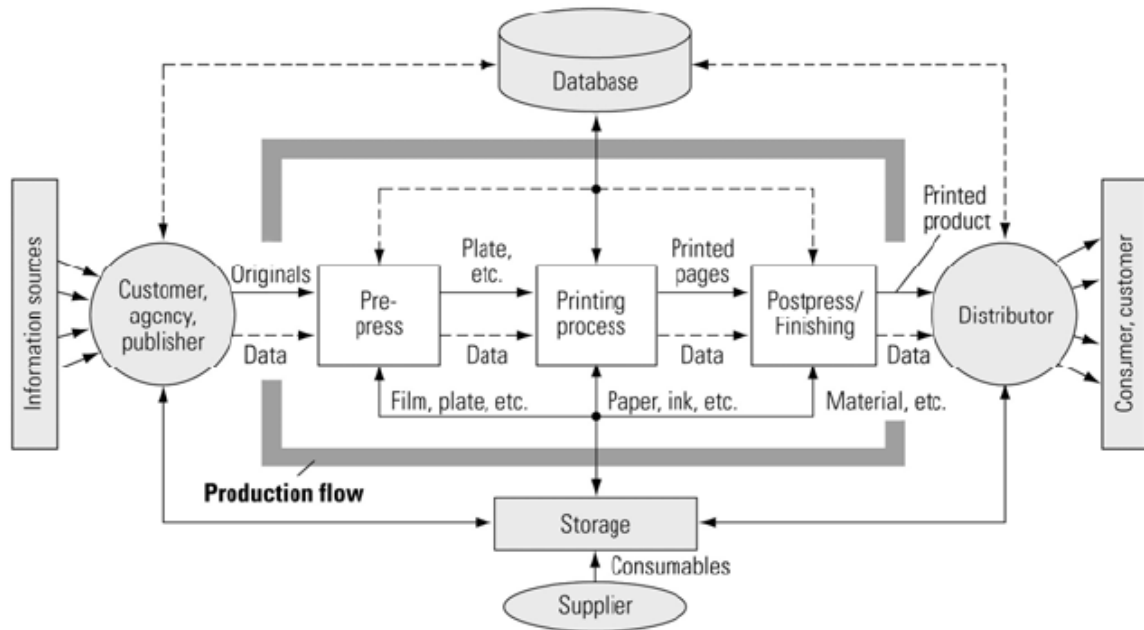 Database
Information sources
Customer,
agency,
publisher
Originals
Data
Pre-
press
Plate,
etc.
Data
Printing
process
Printed
pages
Data
Postpress/
Finishing
Printed
product
Data
Distributor
Consumer, customer
Film, plate, etc.
Paper, ink, etc.
Material, etc.
Production flow
Storage
Consumables
Supplier